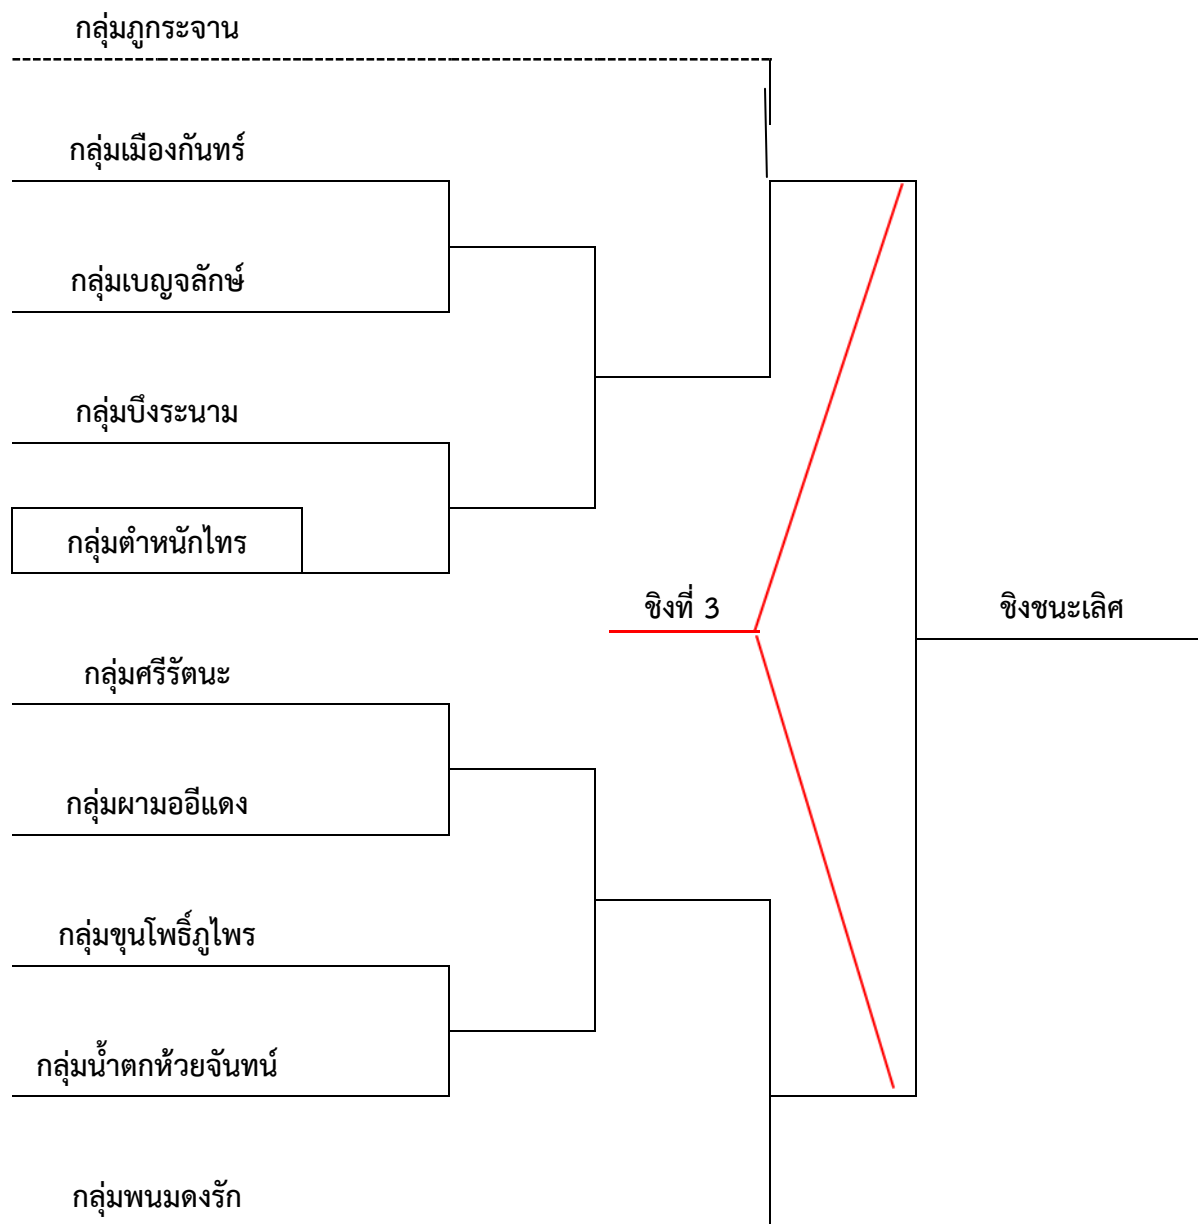 กลุ่มภูกระจาน
กลุ่มเมืองกันทร์
กลุ่มเบญจลักษ์
กลุ่มบึงระนาม
กลุ่มตำหนักไทร
ชิงที่ 3
ชิงชนะเลิศ
กลุ่มศรีรัตนะ
กลุ่มผามออีแดง
กลุ่มขุนโพธิ์ภูไพร
กลุ่มน้ำตกห้วยจันทน์
กลุ่มพนมดงรัก